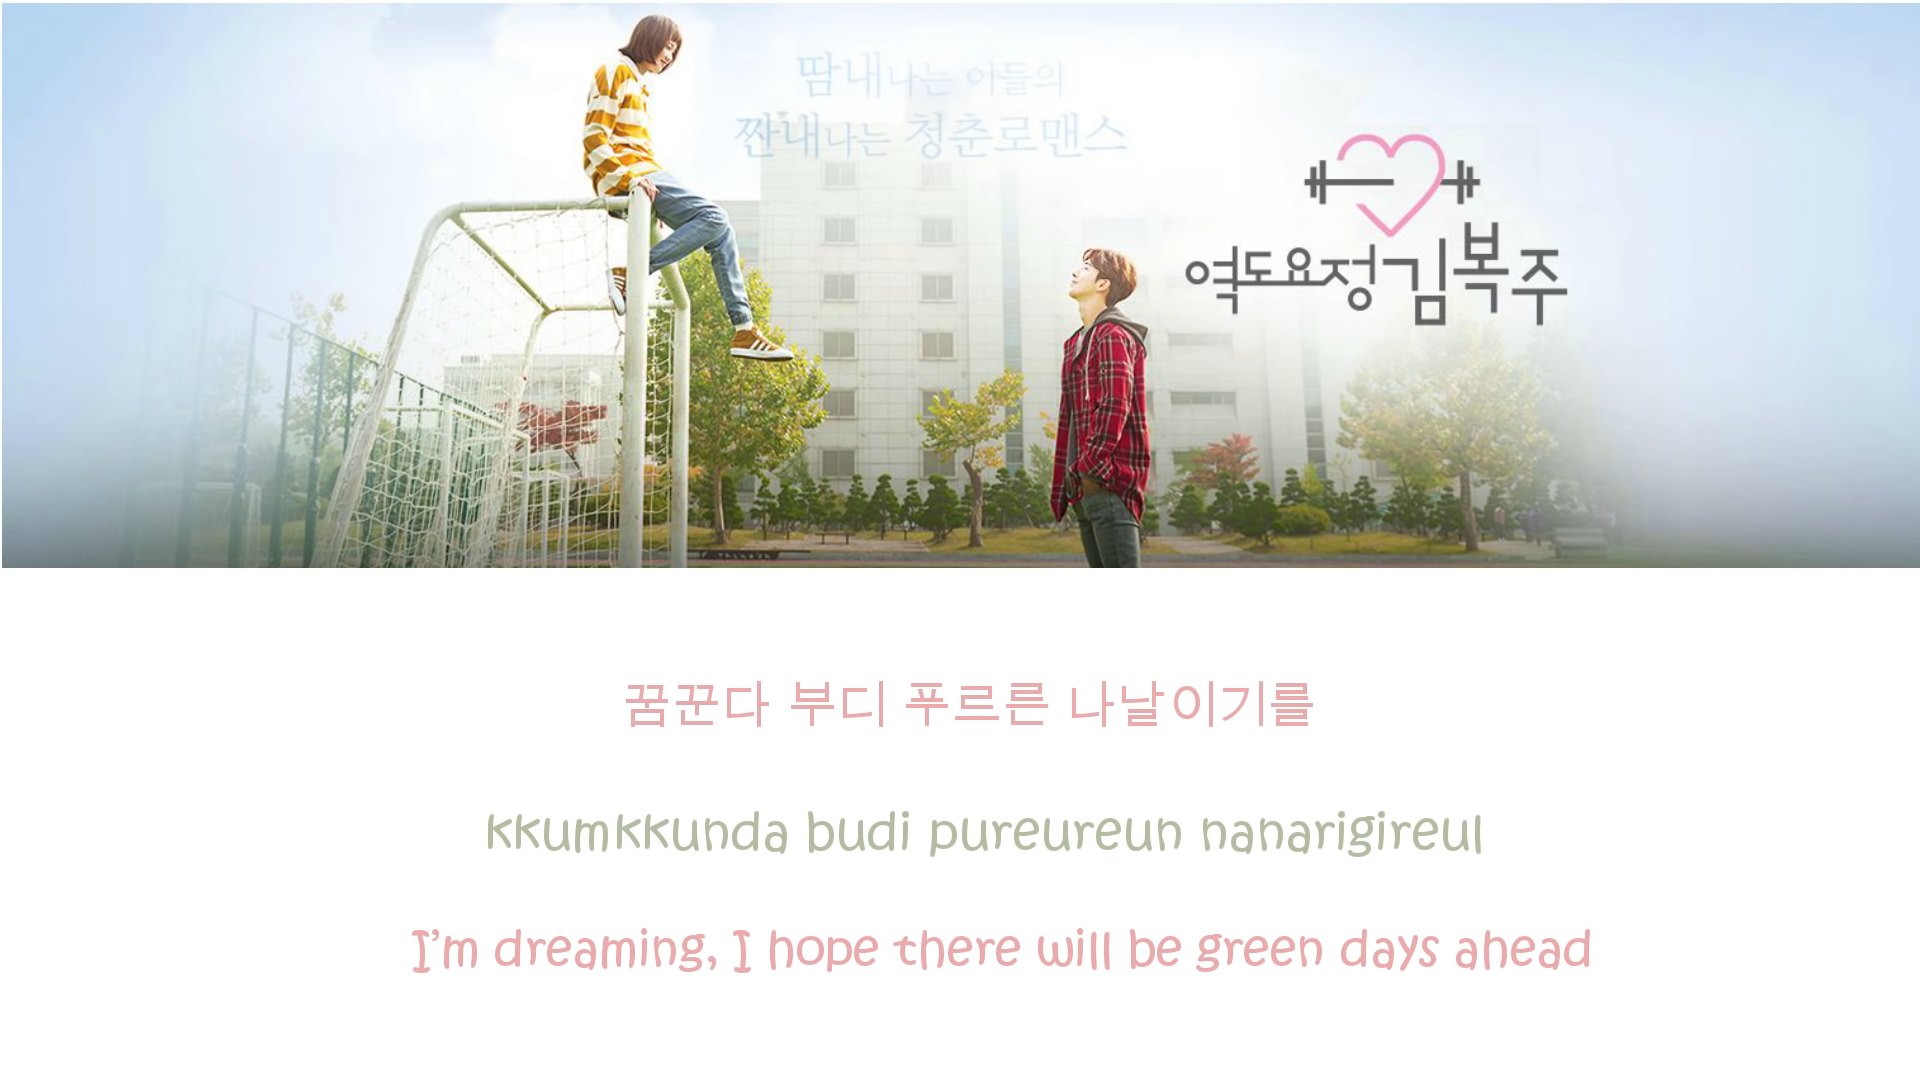 땀내나는 이들의
짠내나는 청춘로맨스
역도요정김복주
꿈꾼다 부디 푸르른 나날이기를
kkumkkunda budi pureureun nanarigireul
I'm dreaming, I hope there will be green days ahead